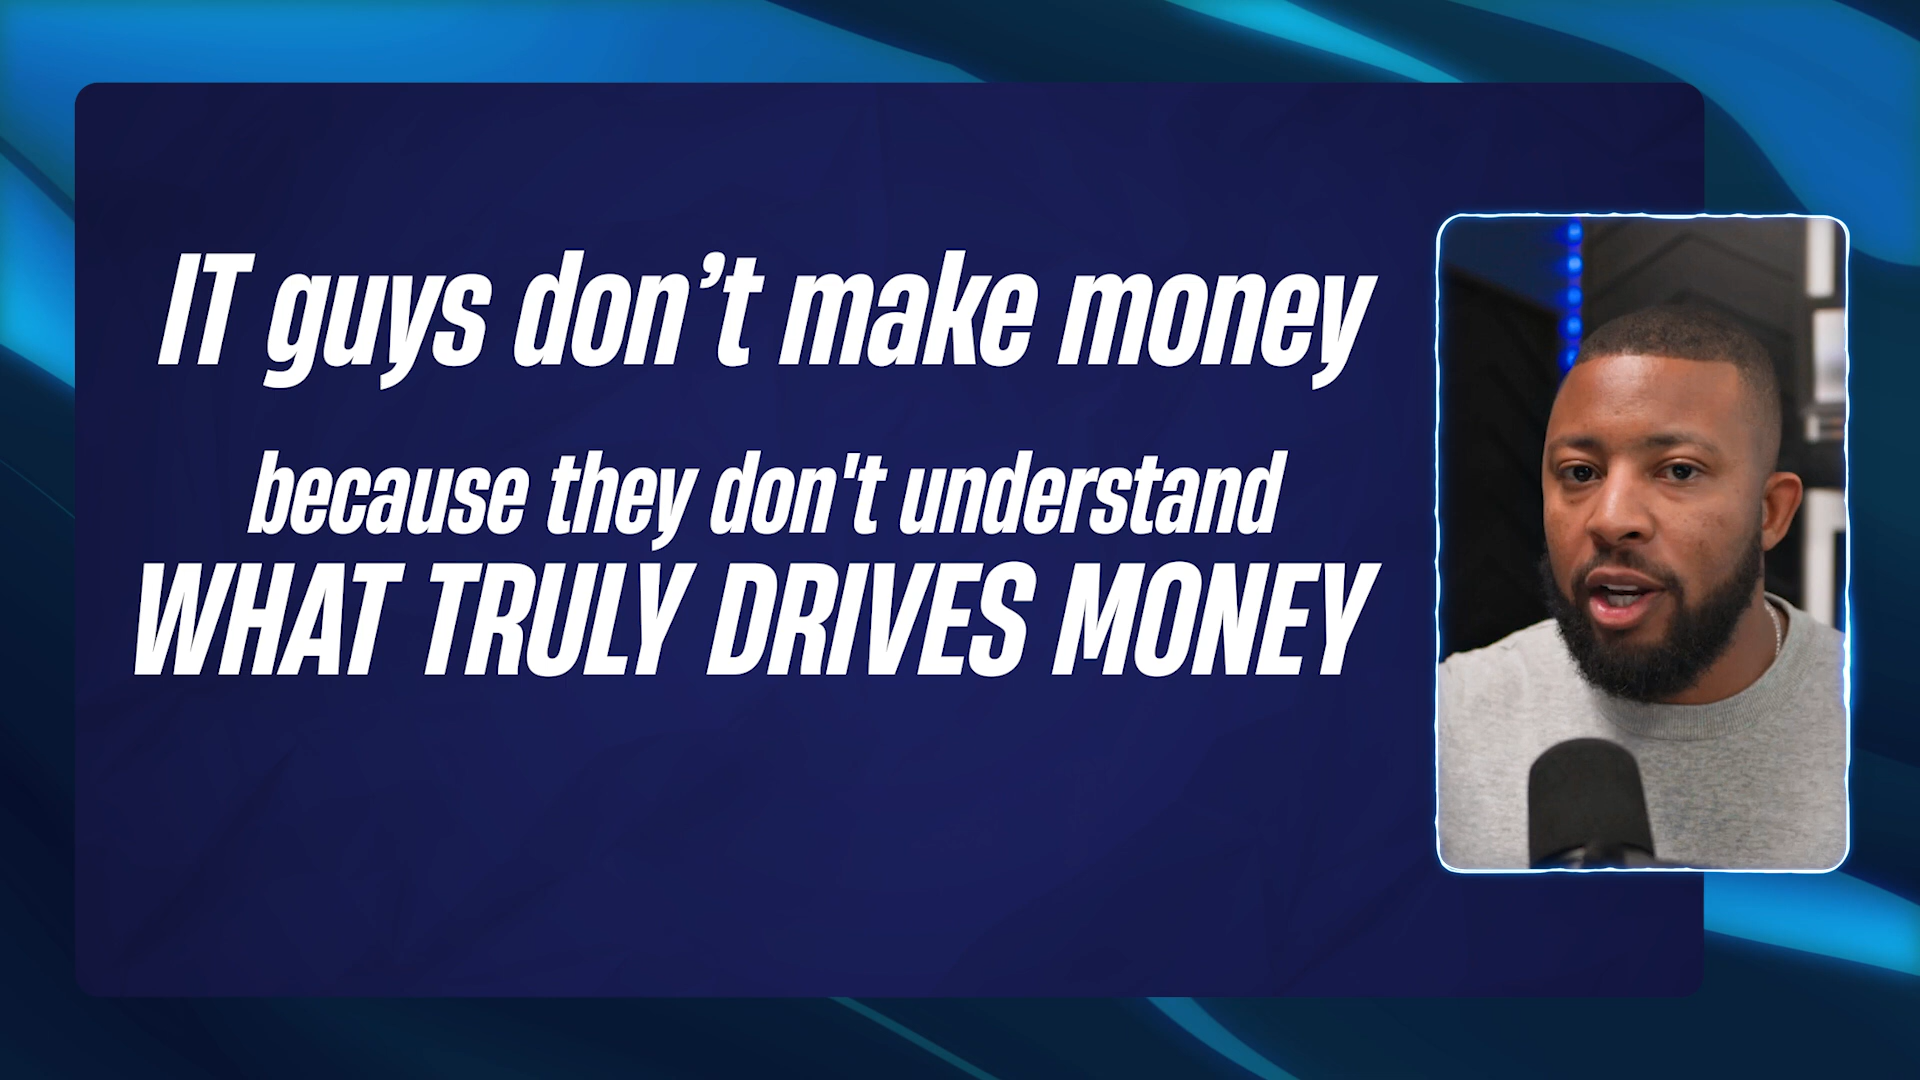 IT guys don’t make money
because they don't understand
WHAT TRULY DRIVES MONEY